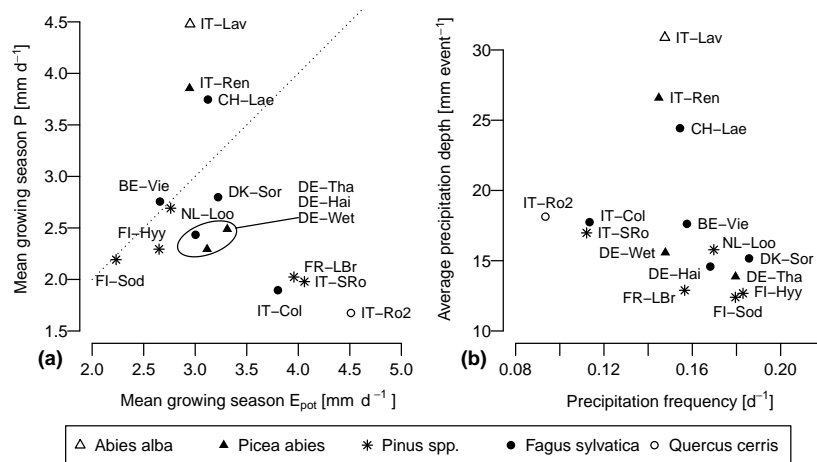 4.5
4.0
3.5
3.0
2.5
2.0
1.5
Mean growing season P [mm d⁻¹]
IT−Lav
IT−Ren
CH−Lae
BE−Vie
DK−Sor
DE−Tha
DE−Hai
DE−Wet
NL−Loo
FI−Hyy
FI−Sod
FR−LBr
IT−SRo
IT−Col
IT−Ro2
(a)
2.0 2.5 3.0 3.5 4.0 4.5 5.0
Mean growing season Epot [mm d⁻¹]
30
25
20
15
10
Average precipitation depth [mm event⁻¹]
IT−Lav
IT−Ren
CH−Lae
IT−Ro2
IT−Col
IT−SRo
BE−Vie
NL−Loo
DE−Wet
DK−Sor
DE−Hai
DE−Tha
FR−LBr
FI−Hyy
FI−Sod
(b)
0.08 0.12 0.16 0.20
Precipitation frequency [d⁻¹]
Abies alba Picea abies Pinus spp. Fagus sylvatica Quercus cerris